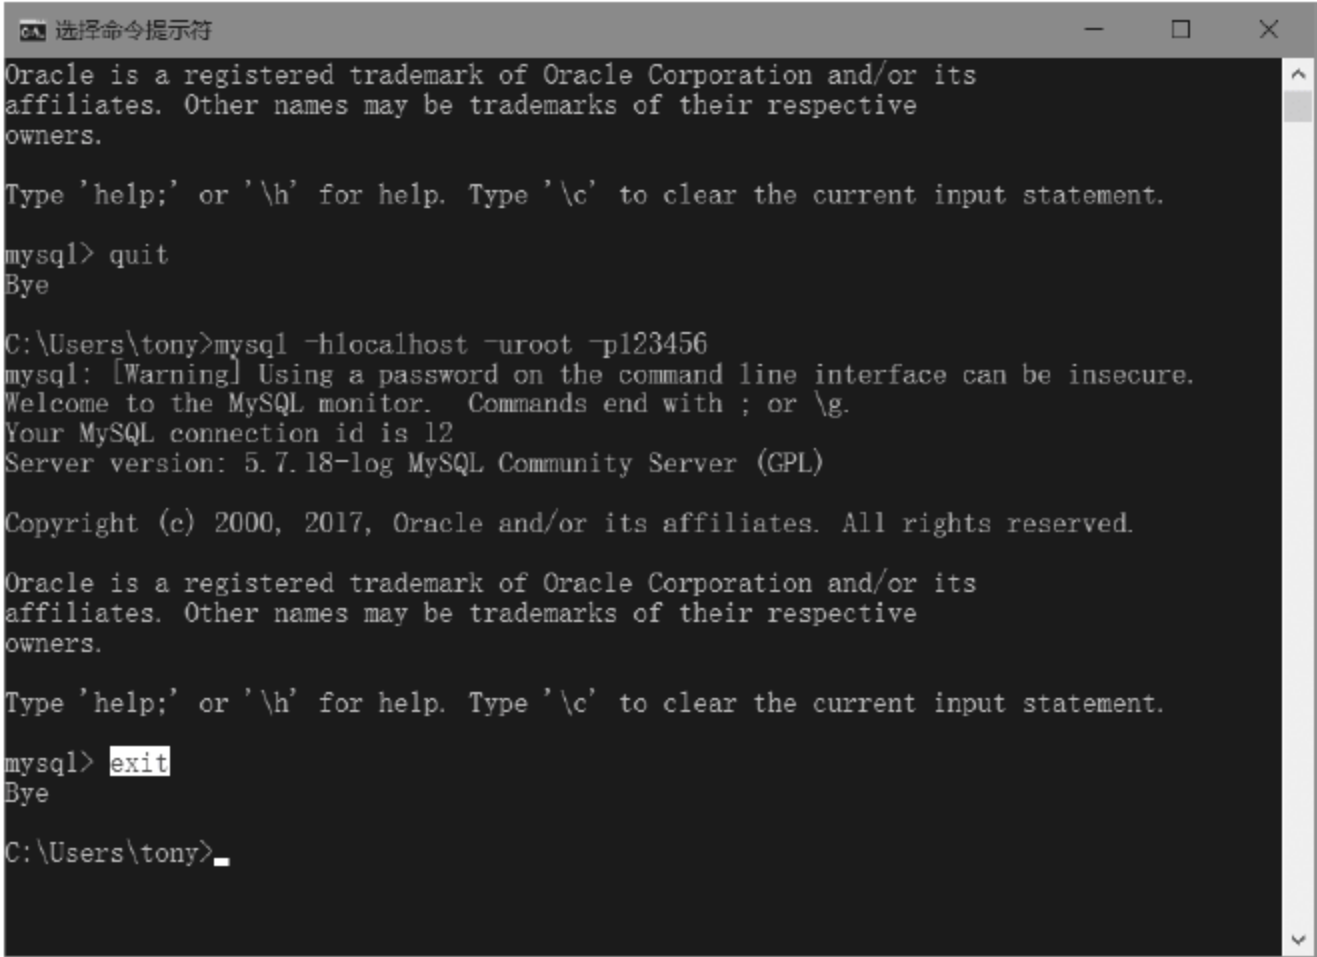 选择命令提示符
Oracle is a registered trademark of Oracle Corporation and/or its
affiliates. Other names may be trademarks of their respective
owners.
Type 'help;' or '\h' for help. Type '\c' to clear the current input statement.
mysql> quit
Bye
C:\Users\tony>mysql -hlocalhost -uroot -p123456
mysql: [Warning] Using a password on the command line interface can be insecure.
Welcome to the MySQL monitor.  Commands end with ; or \g.
Your MySQL connection id is 12
Server version: 5.7.18-log MySQL Community Server (GPL)
Copyright (c) 2000, 2017, Oracle and/or its affiliates. All rights reserved.
Oracle is a registered trademark of Oracle Corporation and/or its
affiliates. Other names may be trademarks of their respective
owners.
Type 'help;' or '\h' for help. Type '\c' to clear the current input statement.
mysql> exit
Bye
C:\Users\tony>